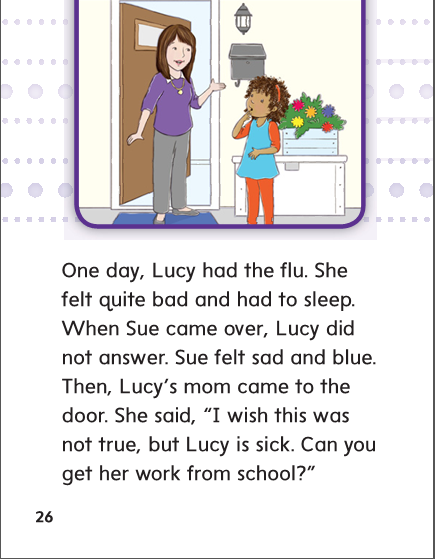 One day, Lucy had the flu. She
felt quite bad and had to sleep.
When Sue came over, Lucy did
not answer. Sue felt sad and blue.
Then, Lucy’s mom came to the
door. She said, “I wish this was
not true, but Lucy is sick. Can you
get her work from school?”
26